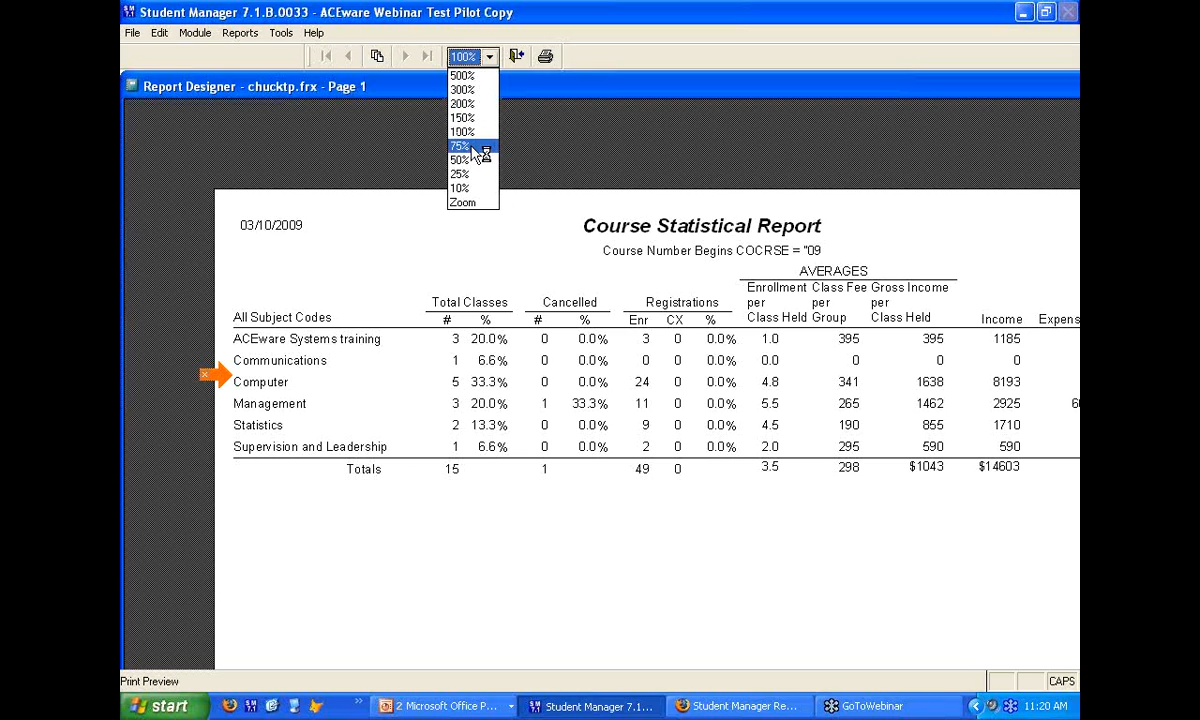 Student Manager 7.1.B.0033 - ACEware Webinar Test Pilot Copy
File Edit Module Reports Tools Help
100%
500%
300%
200%
150%
100%
75%
50%
25%
10%
Zoom
Report Designer - chucktp.frx - Page 1
03/10/2009
Course Statistical Report
Course Number Begins COCRSE = "09
AVERAGES
Total Classes Cancelled Registrations Enrollment per Class Held Class Fee per Group Gross Income per Class Held
All Subject Codes # % # % Enr CX % Income Expens
ACEware Systems training 3 20.0% 0 0.0% 3 0 0.0% 1.0 395 395 1185
Communications 1 6.6% 0 0.0% 0 0 0.0% 0.0 0 0 0
Computer 5 33.3% 0 0.0% 24 0 0.0% 4.8 341 1638 8193
Management 3 20.0% 1 33.3% 11 0 0.0% 5.5 265 1462 2925 60
Statistics 2 13.3% 0 0.0% 9 0 0.0% 4.5 190 855 1710
Supervision and Leadership 1 6.6% 0 0.0% 2 0 0.0% 2.0 295 590 590
Totals 15 1 49 0 3.5 298 $1043 $14603
Print Preview CAPS
start 2 Microsoft Office P... Student Manager 7.1... Student Manager Re... GoToWebinar 11:20 AM